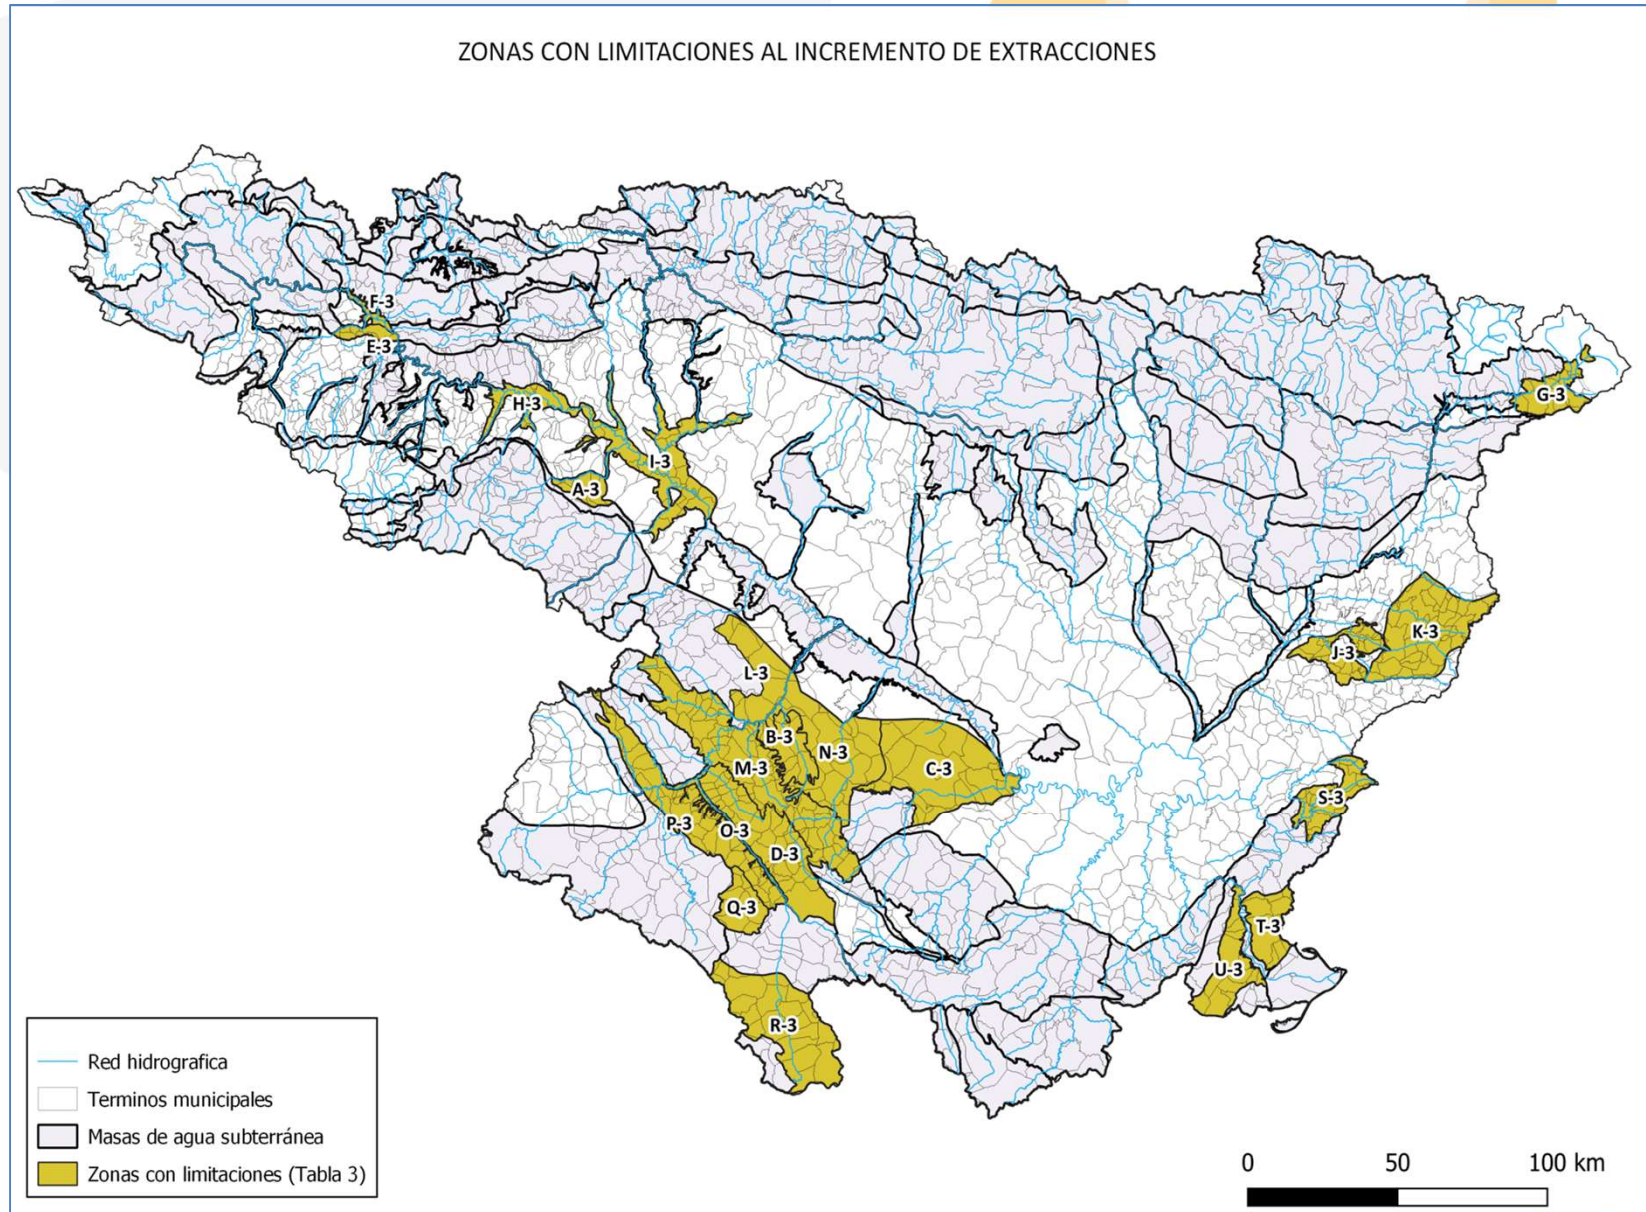 ZONAS CON LIMITACIONES AL INCREMENTO DE EXTRACCIONES
F-3
E-3
G-3
H-3
I-3
A-3
K-3
J-3
L-3
B-3
N-3
M-3
C-3
S-3
P-3
O-3
D-3
Q-3
T-3
U-3
R-3
Red hidrografica
Terminos municipales
Masas de agua subterránea
Zonas con limitaciones (Tabla 3)
0 50 100 km